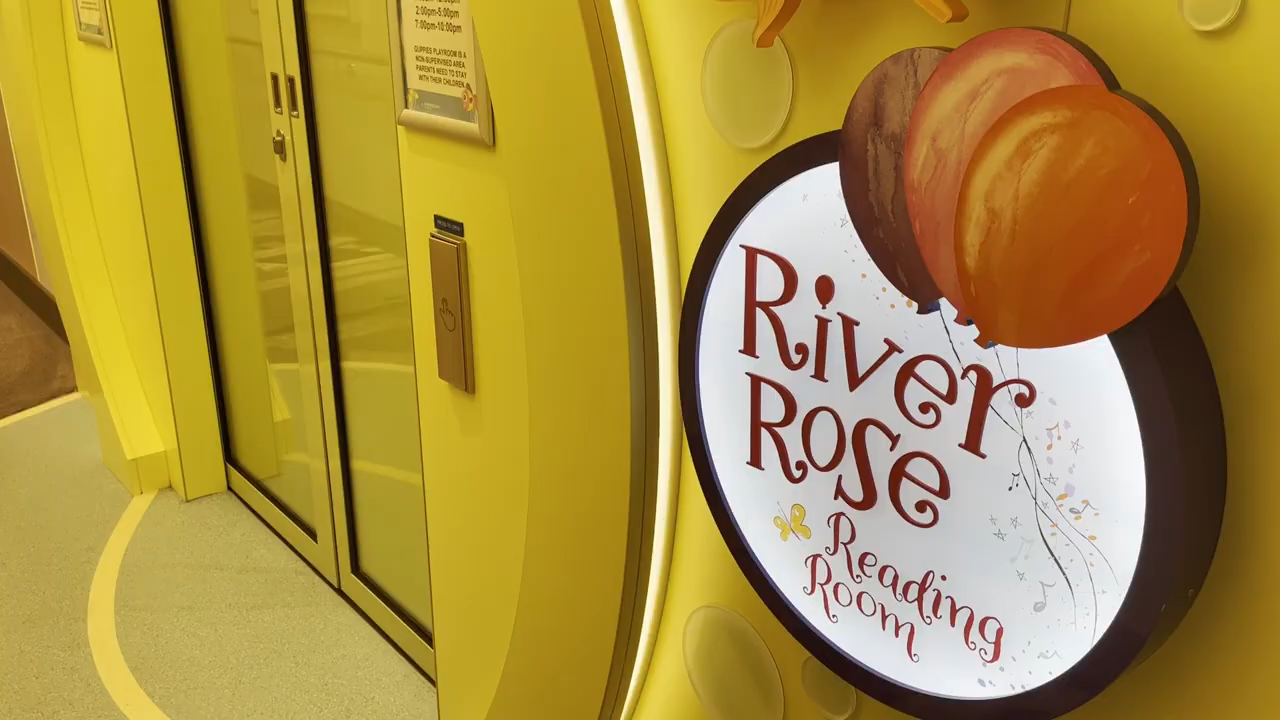 2:00pm-5:00pm
7:00pm-10:00pm
GUPPIES PLAYROOM IS A
NON-SUPERVISED AREA.
PARENTS NEED TO STAY
WITH THEIR CHILDREN.
River
Rose
Reading
Room